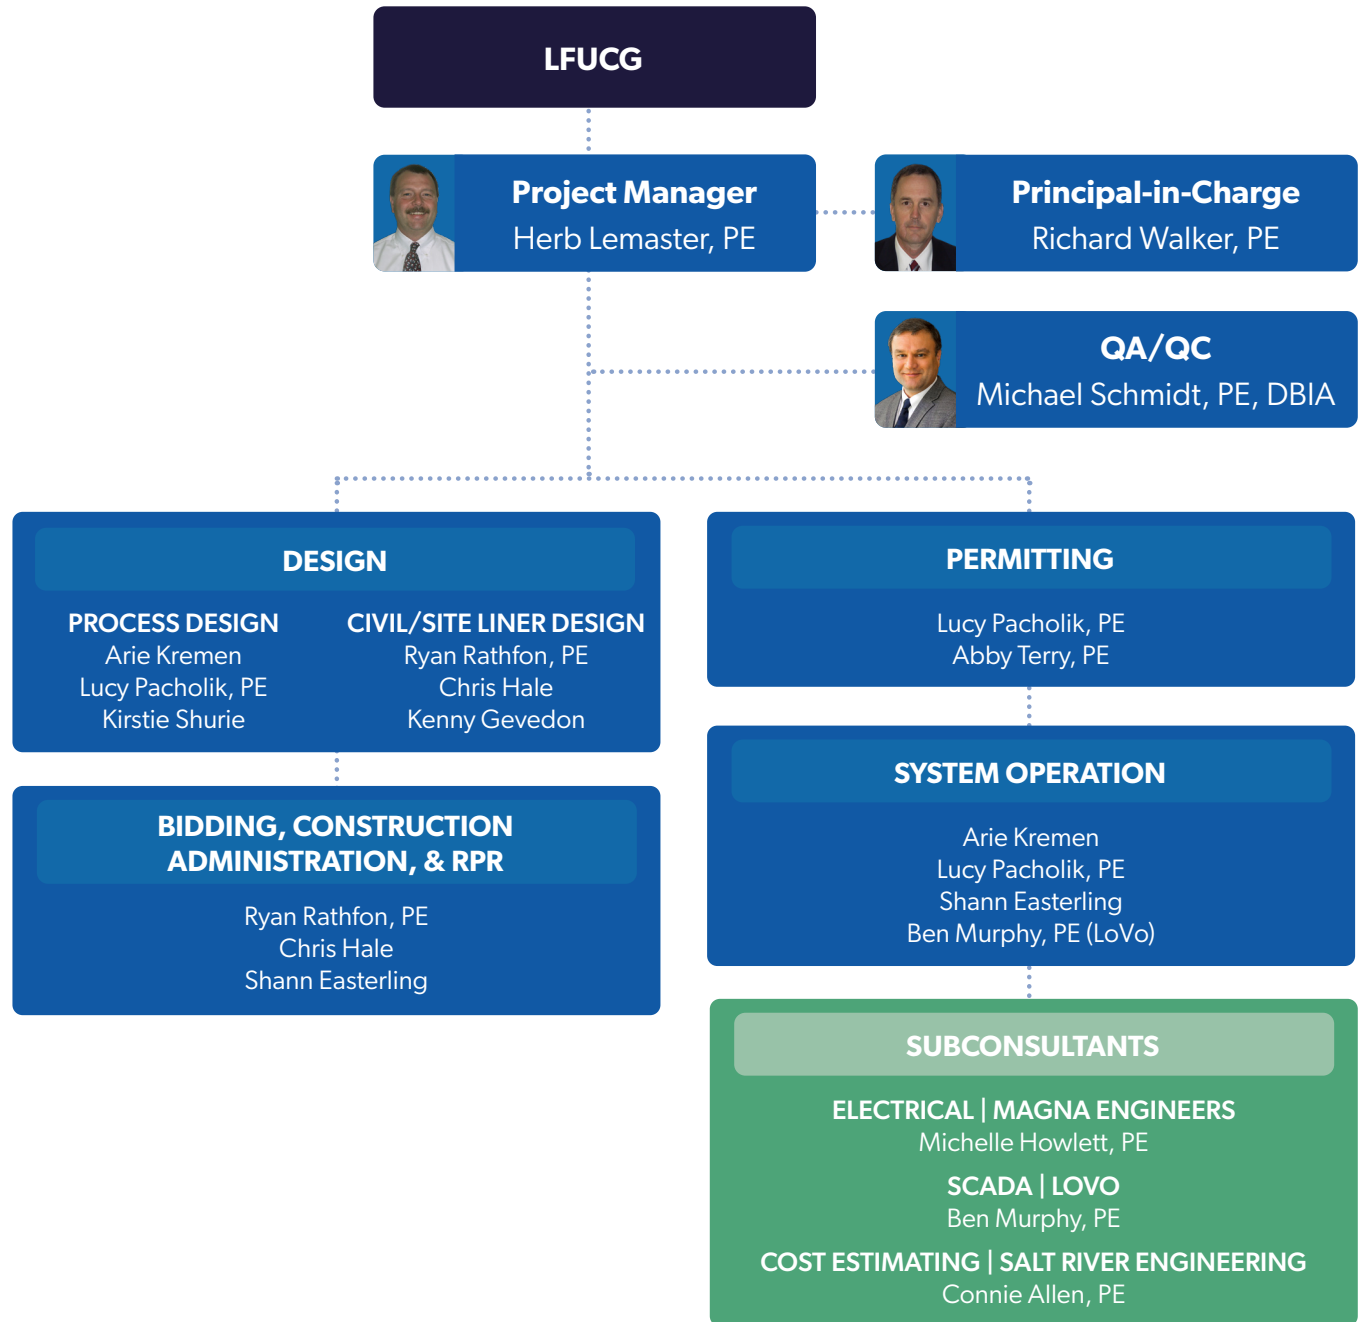 LFUCG
Project Manager
Herb Lemaster, PE
Principal-in-Charge
Richard Walker, PE
QA/QC
Michael Schmidt, PE, DBIA
DESIGN
PROCESS DESIGN
Arie Kremen
Lucy Pacholik, PE
Kirstie Shurie
CIVIL/SITE LINER DESIGN
Ryan Rathfon, PE
Chris Hale
Kenny Gevedon
BIDDING, CONSTRUCTION
ADMINISTRATION, & RPR
Ryan Rathfon, PE
Chris Hale
Shann Easterling
PERMITTING
Lucy Pacholik, PE
Abby Terry, PE
SYSTEM OPERATION
Arie Kremen
Lucy Pacholik, PE
Shann Easterling
Ben Murphy, PE (LoVo)
SUBCONSULTANTS
ELECTRICAL | MAGNA ENGINEERS
Michelle Howlett, PE
SCADA | LOVO
Ben Murphy, PE
COST ESTIMATING | SALT RIVER ENGINEERING
Connie Allen, PE